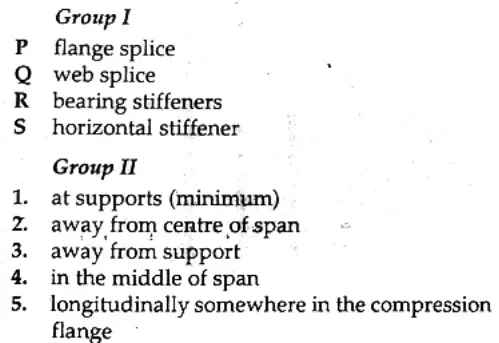 Group I
P flange splice
Q web splice
R bearing stiffeners
S horizontal stiffener
Group II
1. at supports (minimum)
2. away from centre of span
3. away from support
4. in the middle of span
5. longitudinally somewhere in the compression
flange